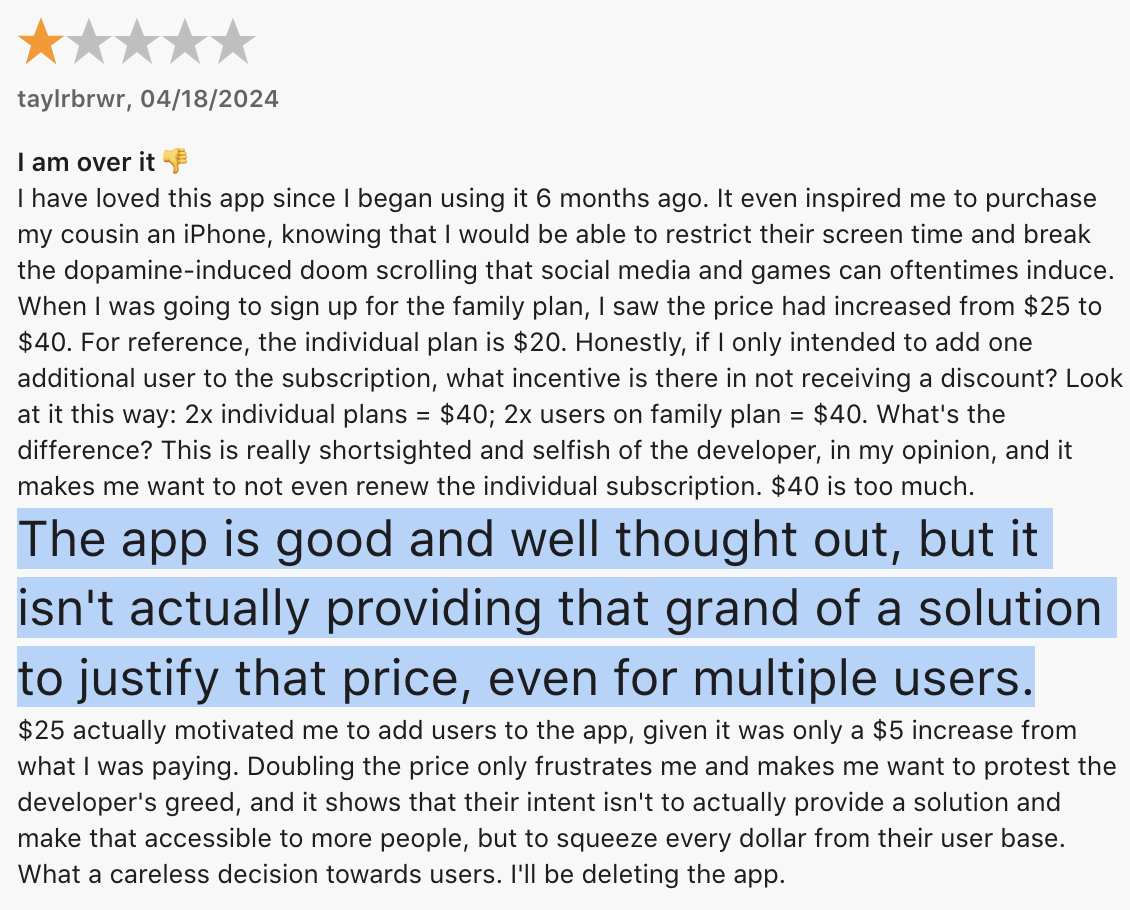 taylrbrwr, 04/18/2024
I am over it 👎
I have loved this app since I began using it 6 months ago. It even inspired me to purchase
my cousin an iPhone, knowing that I would be able to restrict their screen time and break
the dopamine-induced doom scrolling that social media and games can oftentimes induce.
When I was going to sign up for the family plan, I saw the price had increased from $25 to
$40. For reference, the individual plan is $20. Honestly, if I only intended to add one
additional user to the subscription, what incentive is there in not receiving a discount? Look
at it this way: 2x individual plans = $40; 2x users on family plan = $40. What's the
difference? This is really shortsighted and selfish of the developer, in my opinion, and it
makes me want to not even renew the individual subscription. $40 is too much.
The app is good and well thought out, but it
isn't actually providing that grand of a solution
to justify that price, even for multiple users.
$25 actually motivated me to add users to the app, given it was only a $5 increase from
what I was paying. Doubling the price only frustrates me and makes me want to protest the
developer's greed, and it shows that their intent isn't to actually provide a solution and
make that accessible to more people, but to squeeze every dollar from their user base.
What a careless decision towards users. I'll be deleting the app.